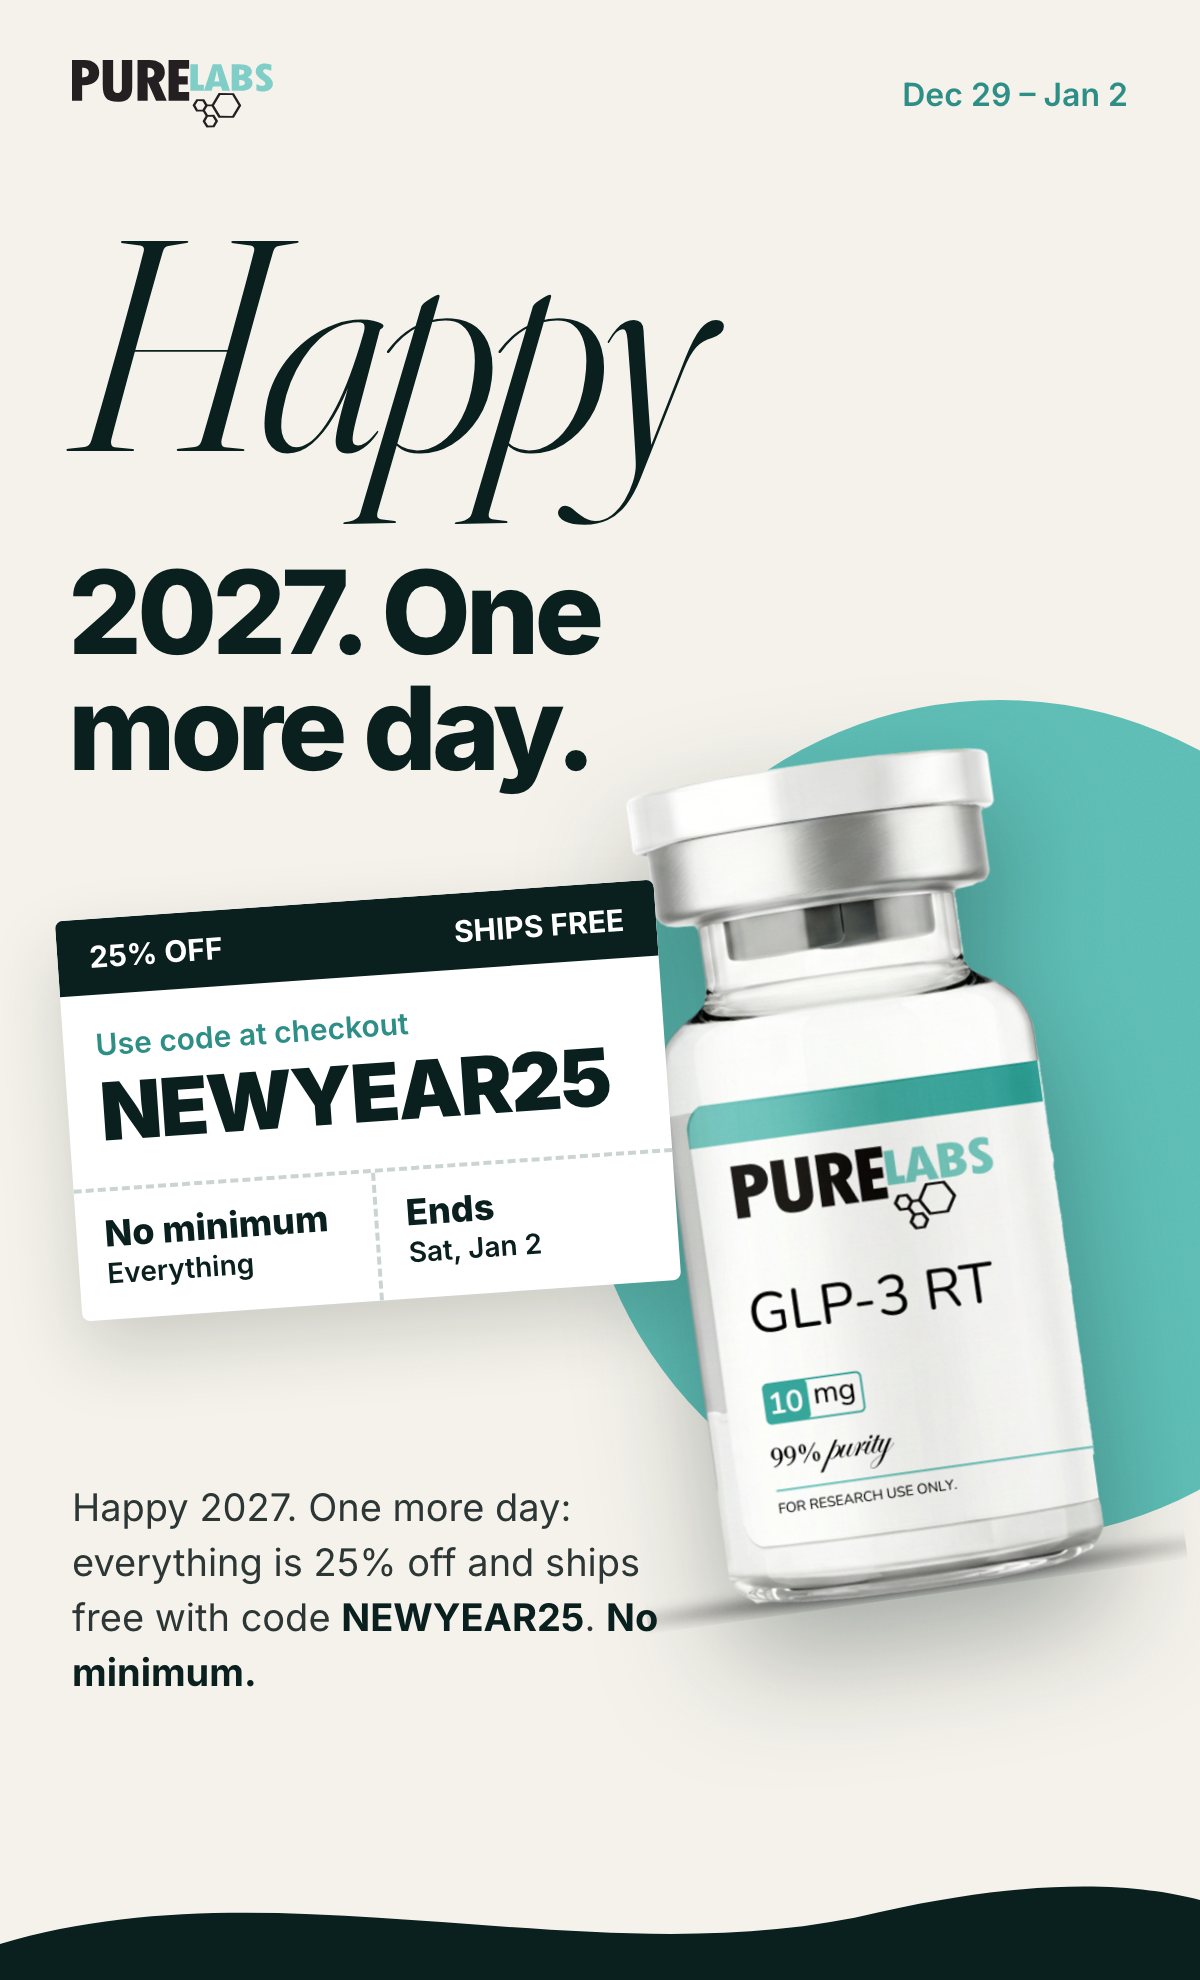 PURELABS
Dec 29 – Jan 2
Happy
2027. One
more day.
25% OFF
SHIPS FREE
Use code at checkout
NEWYEAR25
No minimum
Everything
Ends
Sat, Jan 2
PURELABS
GLP-3 RT
10 mg
99% purity
FOR RESEARCH USE ONLY.
Happy 2027. One more day:
everything is 25% off and ships
free with code NEWYEAR25. No
minimum.